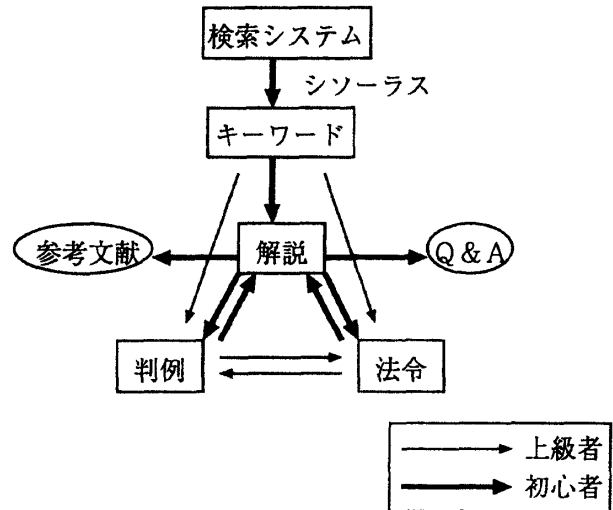 検索システム
シソーラス
キーワード
参考文献
解説
Q&A
判例
法令
上級者
初心者